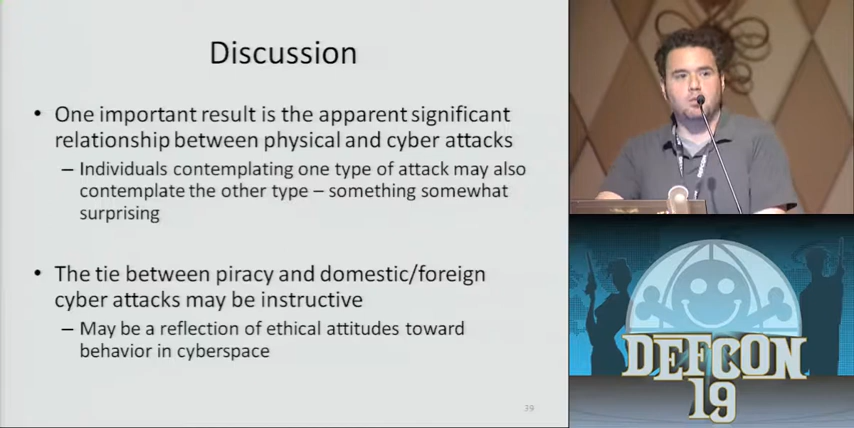 Discussion
• One important result is the apparent significant
relationship between physical and cyber attacks
– Individuals contemplating one type of attack may also
contemplate the other type – something somewhat
surprising
• The tie between piracy and domestic/foreign
cyber attacks may be instructive
– May be a reflection of ethical attitudes toward
behavior in cyberspace
39
DEFCON
19